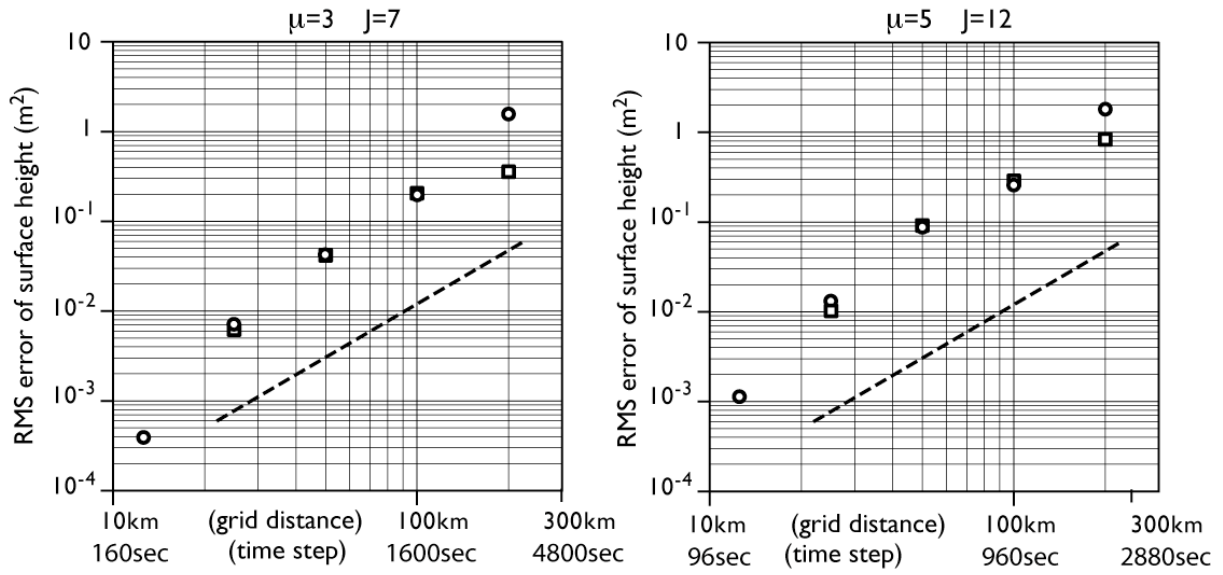 μ=3 J=7
RMS error of surface height (m²)
10
1
10⁻¹
10⁻²
10⁻³
10⁻⁴
10km (grid distance) 100km 300km
160sec (time step) 1600sec 4800sec
μ=5 J=12
RMS error of surface height (m²)
10
1
10⁻¹
10⁻²
10⁻³
10⁻⁴
10km (grid distance) 100km 300km
96sec (time step) 960sec 2880sec